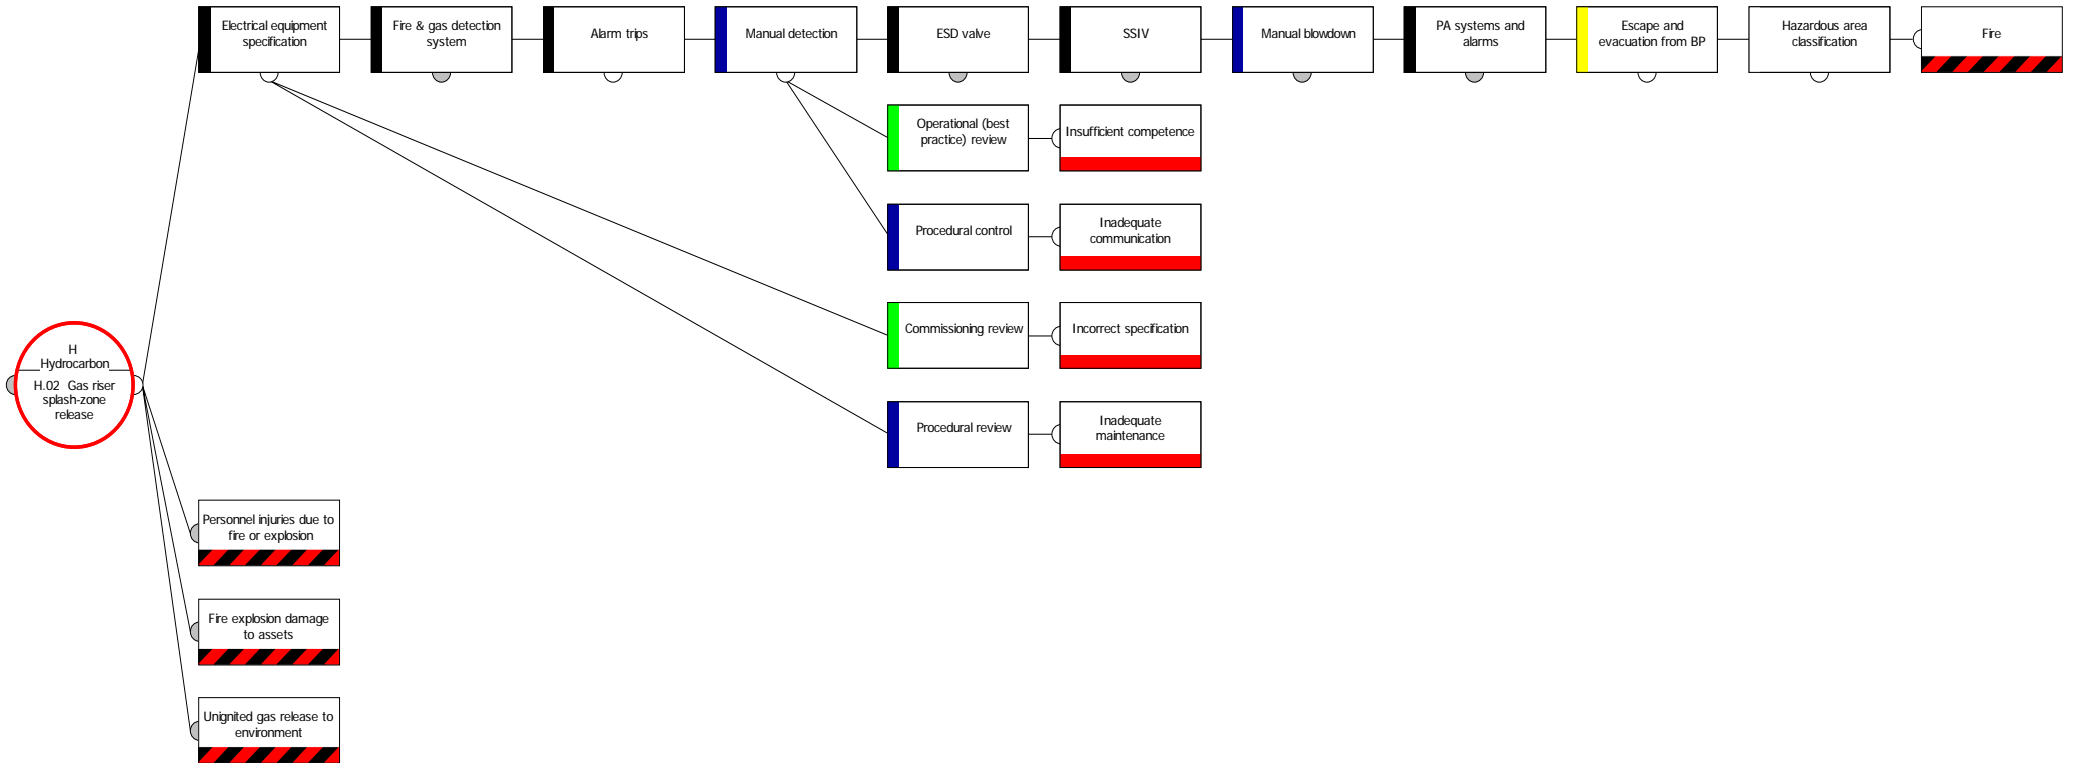 Electrical equipment
specification
Fire & gas detection
system
Alarm trips
Manual detection
ESD valve
SSIV
Manual blowdown
PA systems and
alarms
Escape and
evacuation from BP
Hazardous area
classification
Fire
Operational (best
practice) review
Insufficient competence
Procedural control
Inadequate
communication
Commissioning review
Incorrect specification
H
Hydrocarbon
H.02 Gas riser
splash-zone
release
Procedural review
Inadequate
maintenance
Personnel injuries due to
fire or explosion
Fire explosion damage
to assets
Unignited gas release to
environment